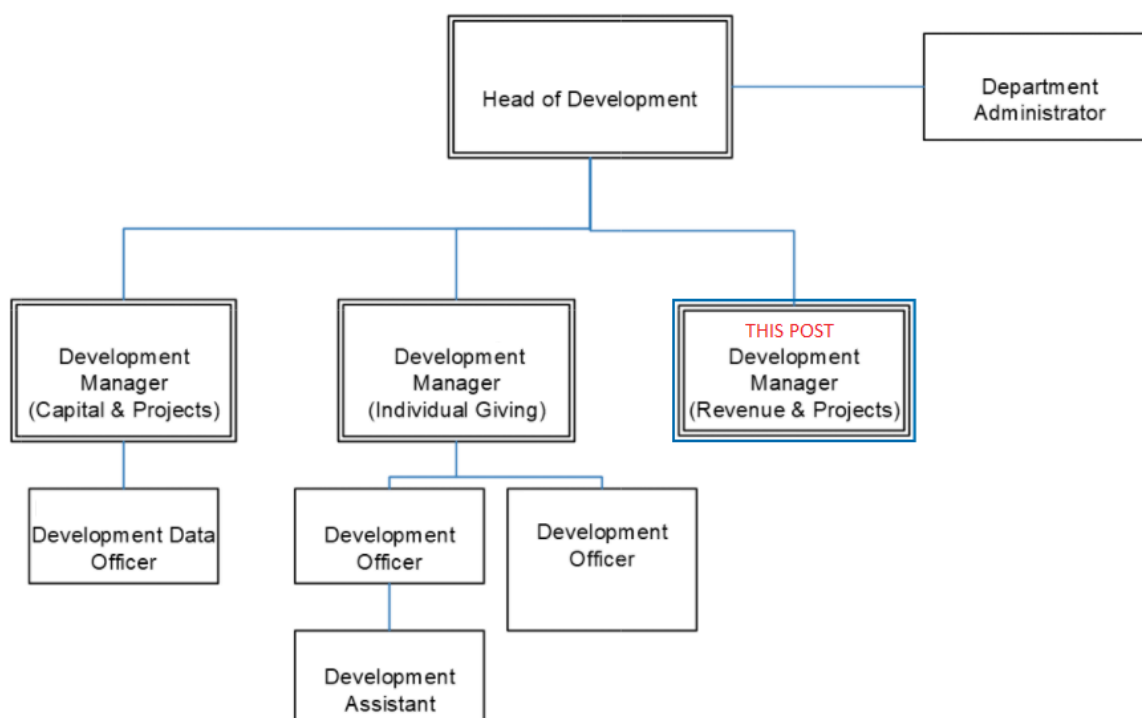 Head of Development
Department
Administrator
Development
Manager
(Capital & Projects)
Development
Manager
(Individual Giving)
THIS POST
Development
Manager
(Revenue & Projects)
Development Data
Officer
Development
Officer
Development
Officer
Development
Assistant